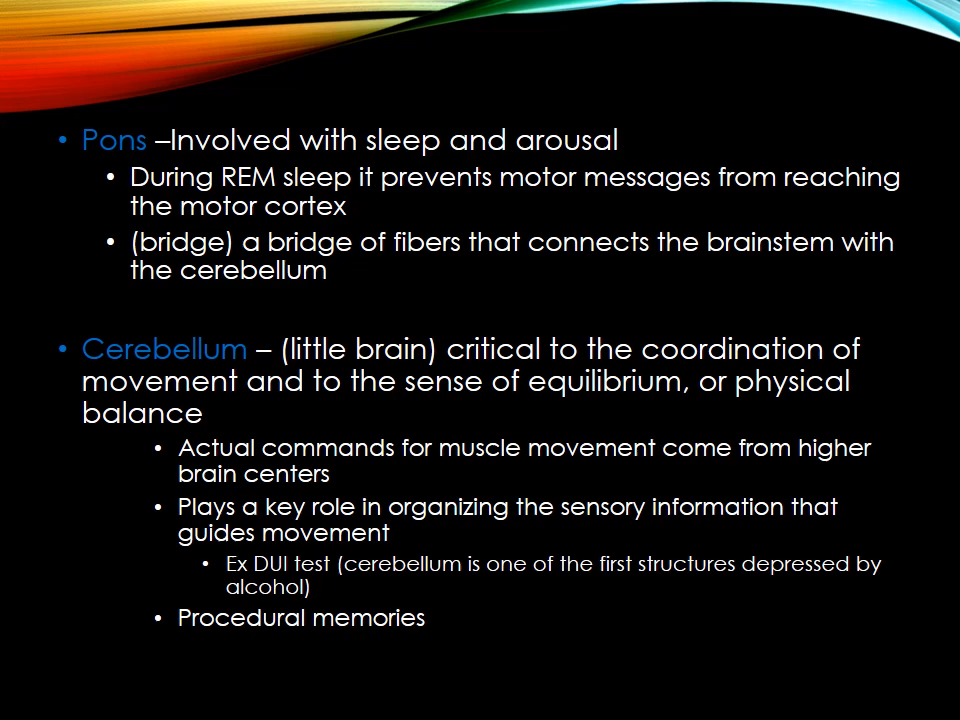 • Pons –Involved with sleep and arousal
• During REM sleep it prevents motor messages from reaching
the motor cortex
• (bridge) a bridge of fibers that connects the brainstem with
the cerebellum
• Cerebellum – (little brain) critical to the coordination of
movement and to the sense of equilibrium, or physical
balance
• Actual commands for muscle movement come from higher
brain centers
• Plays a key role in organizing the sensory information that
guides movement
• Ex DUI test (cerebellum is one of the first structures depressed by
alcohol)
• Procedural memories